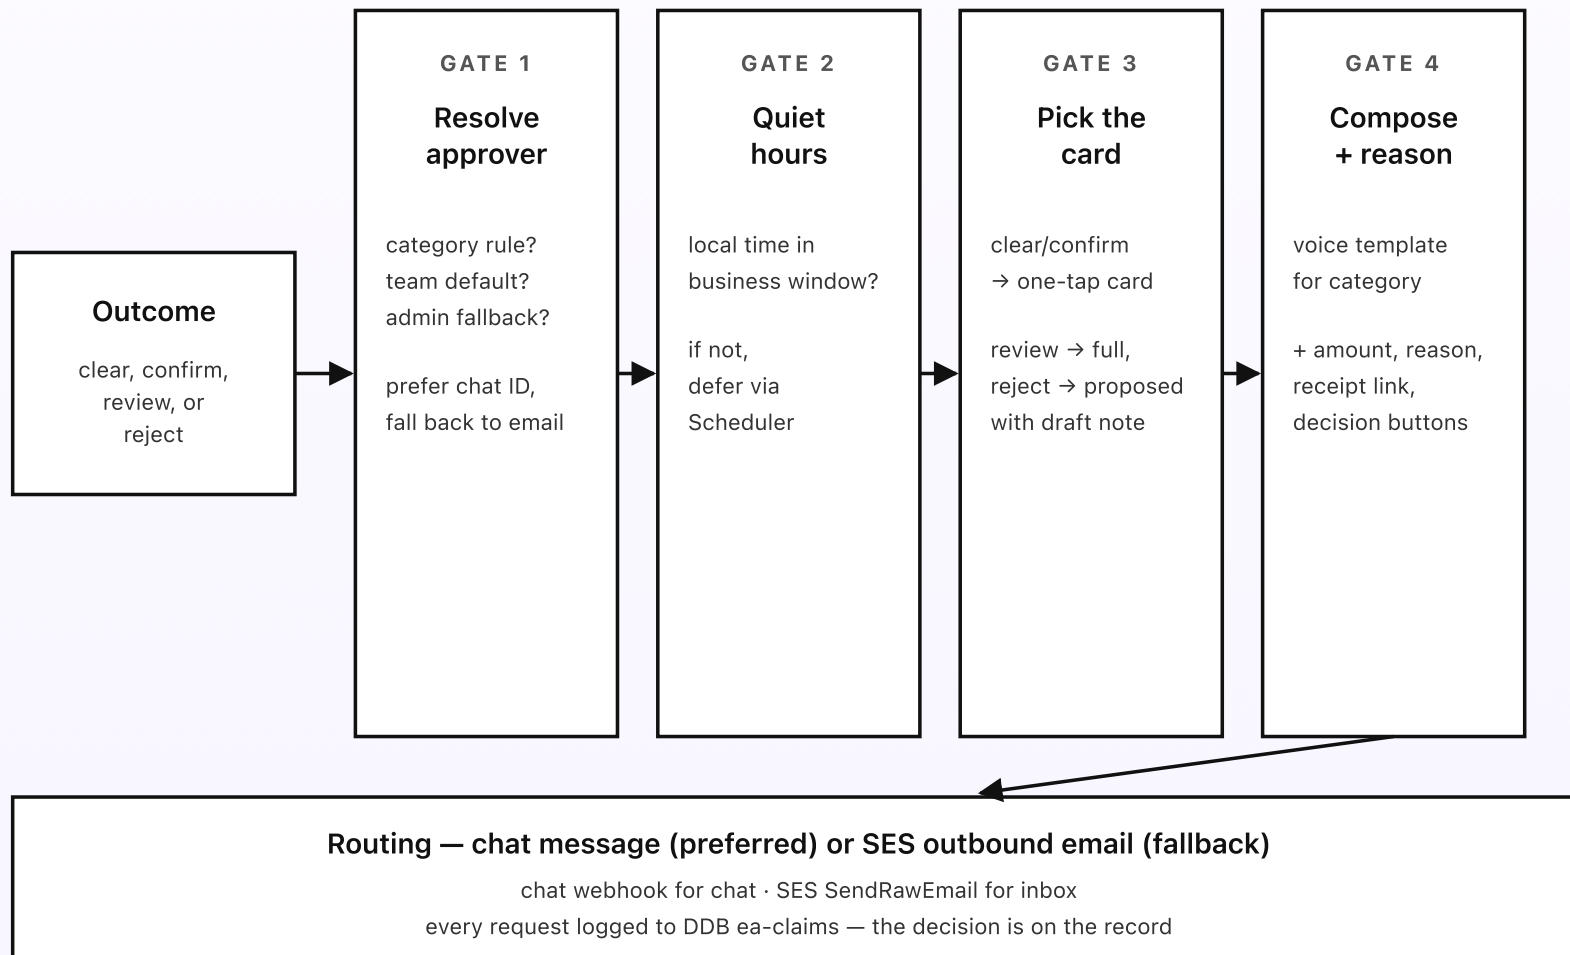 Outcome
clear, confirm,
review, or
reject
GATE 1
Resolve
approver
category rule?
team default?
admin fallback?
prefer chat ID,
fall back to email
GATE 2
Quiet
hours
local time in
business window?
if not,
defer via
Scheduler
GATE 3
Pick the
card
clear/confirm
→ one-tap card
review → full,
reject → proposed
with draft note
GATE 4
Compose
+ reason
voice template
for category
+ amount, reason,
receipt link,
decision buttons
Routing — chat message (preferred) or SES outbound email (fallback)
chat webhook for chat · SES SendRawEmail for inbox
every request logged to DDB ea-claims — the decision is on the record